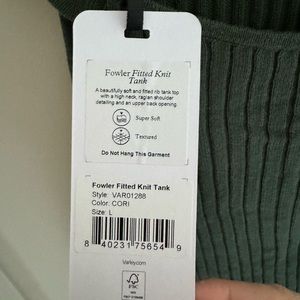 Fowler Fitted Knit
Tank
A beautifully soft and fitted rib tank top
with a high neck, raglan shoulder
detailing and an upper back opening.
Super Soft
Textured
Do Not Hang This Garment
Fowler Fitted Knit Tank
Style: VAR01288
Color: CORI
Size: L
8 40231 75654 9
Varley.com
FSC